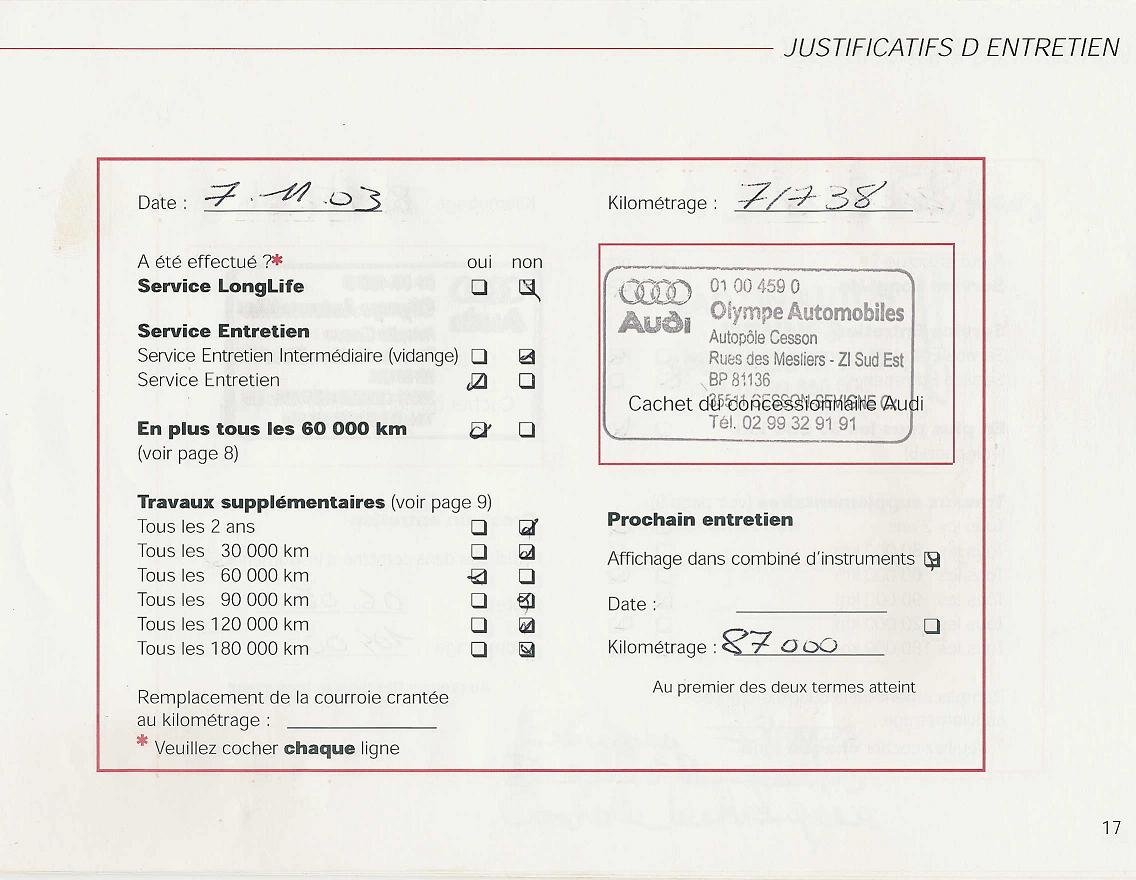 JUSTIFICATIFS D ENTRETIEN
Date : 7.11.03
Kilométrage : 71738
A été effectué ?* oui non
Service LongLife
Service Entretien
Service Entretien Intermédiaire (vidange)
Service Entretien
En plus tous les 60 000 km
(voir page 8)
Travaux supplémentaires (voir page 9)
Tous les 2 ans
Tous les 30 000 km
Tous les 60 000 km
Tous les 90 000 km
Tous les 120 000 km
Tous les 180 000 km
Remplacement de la courroie crantée
au kilométrage :
* Veuillez cocher chaque ligne
Audi
01 00 459 0
Olympe Automobiles
Autopôle Cesson
Rues des Mesliers - ZI Sud Est
BP 81136
35511 CESSON SEVIGNE Cx
Cachet du concessionnaire Audi
Tél. 02 99 32 91 91
Prochain entretien
Affichage dans combiné d'instruments
Date :
Kilométrage : 87 000
Au premier des deux termes atteint
17